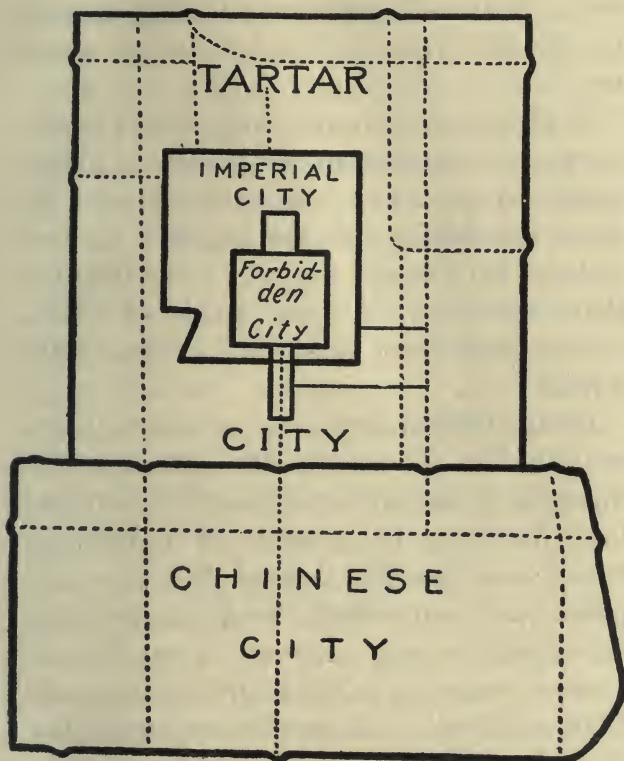 TARTAR
IMPERIAL
CITY
Forbid-
den
City
CITY
CHINESE
CITY